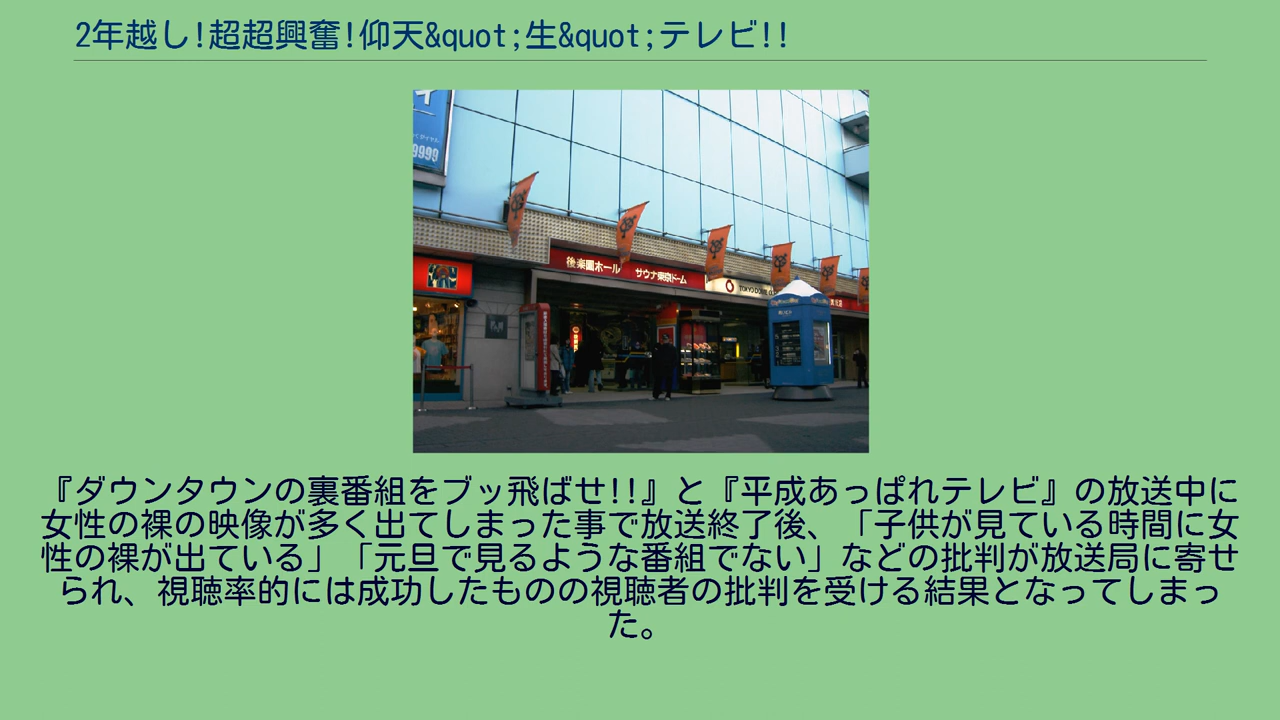 2年越し!超超興奮!仰天&quot;生&quot;テレビ!!
9999
後楽園ホール サウナ東京ドーム
TOKYO DOME
『ダウンタウンの裏番組をブッ飛ばせ!!』と『平成あっぱれテレビ』の放送中に
女性の裸の映像が多く出てしまった事で放送終了後、「子供が見ている時間に女
性の裸が出ている」「元旦で見るような番組でない」などの批判が放送局に寄せ
られ、視聴率的には成功したものの視聴者の批判を受ける結果となってしまっ
た。